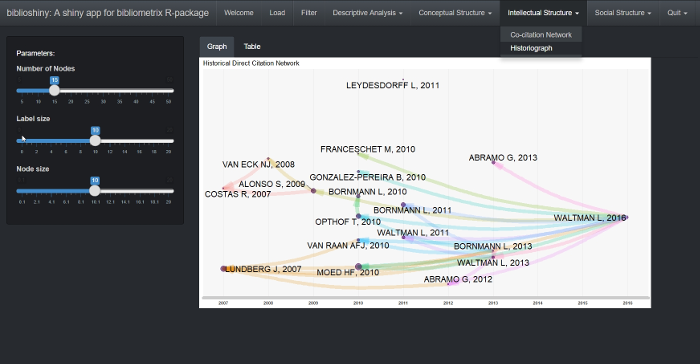 biblioshiny: A shiny app for bibliometrix R-package Welcome Load Filter Descriptive Analysis Conceptual Structure Intellectual Structure Social Structure Quit
Co-citation Network
Historiograph
Parameters:
Number of Nodes
15
0 5 10 15 20 25 30 35 40 45 50
Label size
10
0 2 4 6 8 10 12 14 16 18 20
Node size
10
0.1 2.1 4.1 6.1 8.1 10.1 12.1 14.1 16.1 18.1 20
Graph Table
Historical Direct Citation Network
LEYDESDORFF L, 2011
FRANCESCHET M, 2010
ABRAMO G, 2013
VAN ECK NJ, 2008
GONZALEZ-PEREIRA B, 2010
ALONSO S, 2009
COSTAS R, 2007
BORNMANN L, 2010
BORNMANN L, 2011
OPTHOF T, 2010
WALTMAN L, 2016
WALTMAN L, 2011
VAN RAAN AFJ, 2010
BORNMANN L, 2013
WALTMAN L, 2013
LUNDBERG J, 2007
MOED HF, 2010
ABRAMO G, 2012
2007 2008 2009 2010 2011 2012 2013 2014 2015 2016